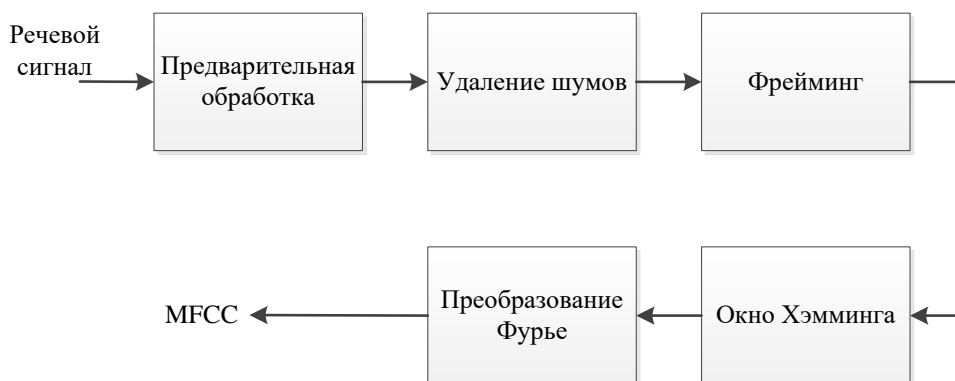 Речевой
сигнал
Предварительная
обработка
Удаление шумов
Фрейминг
Окно Хэмминга
Преобразование
Фурье
MFCC